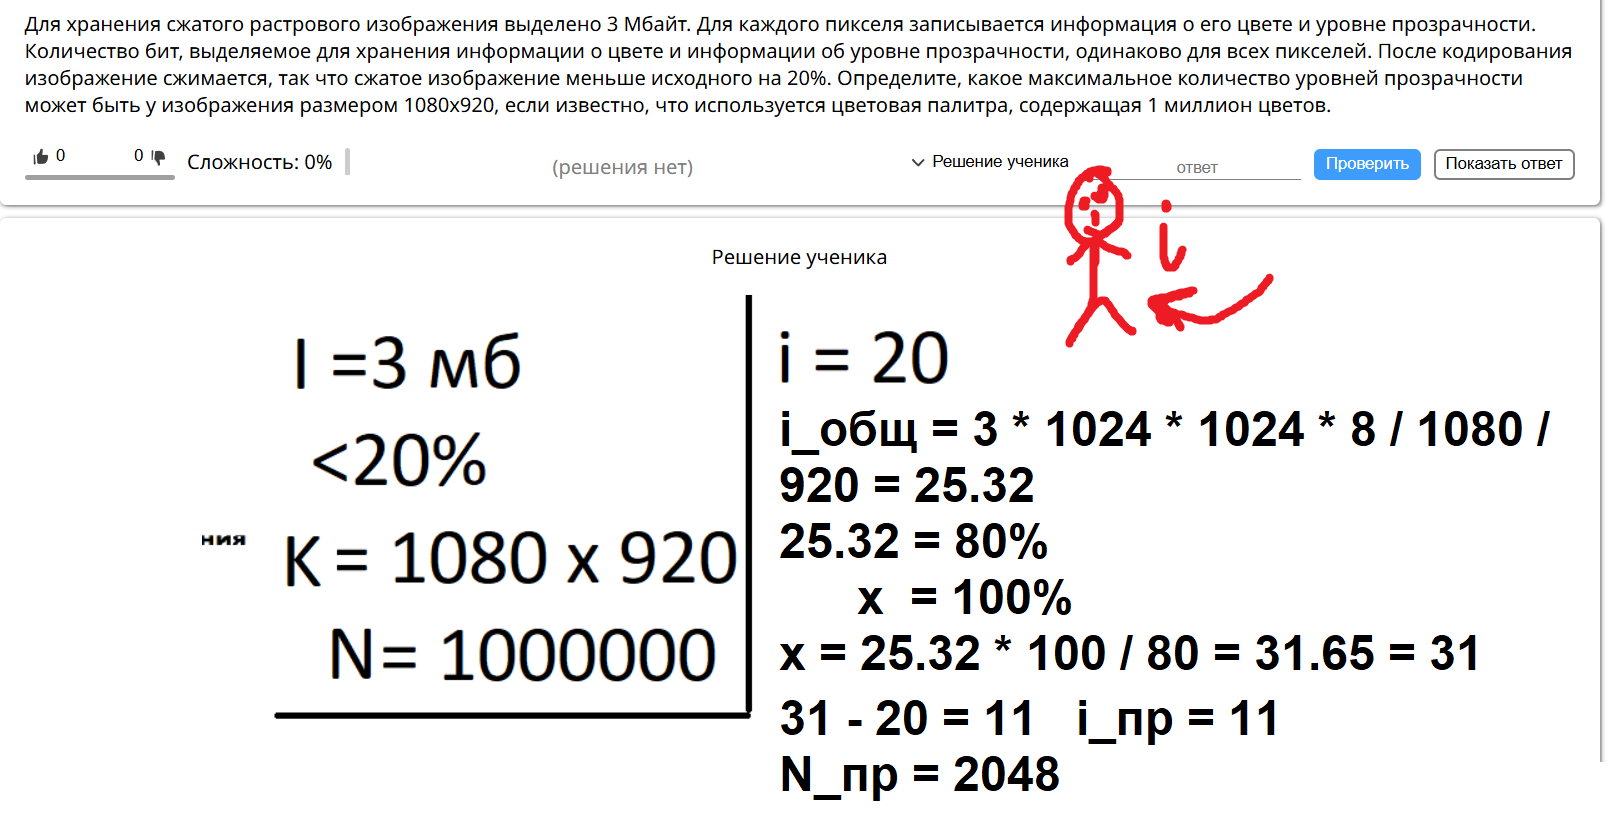 Для хранения сжатого растрового изображения выделено 3 Мбайт. Для каждого пикселя записывается информация о его цвете и уровне прозрачности.
Количество бит, выделяемое для хранения информации о цвете и информации об уровне прозрачности, одинаково для всех пикселей. После кодирования
изображение сжимается, так что сжатое изображение меньше исходного на 20%. Определите, какое максимальное количество уровней прозрачности
может быть у изображения размером 1080х920, если известно, что используется цветовая палитра, содержащая 1 миллион цветов.
0 0 Сложность: 0% (решения нет) Решение ученика ответ Проверить Показать ответ
i
Решение ученика
I =3 мб
<20%
ния K = 1080 x 920
N= 1000000
i = 20
i_общ = 3 * 1024 * 1024 * 8 / 1080 /
920 = 25.32
25.32 = 80%
x = 100%
x = 25.32 * 100 / 80 = 31.65 = 31
31 - 20 = 11 i_пр = 11
N_пр = 2048